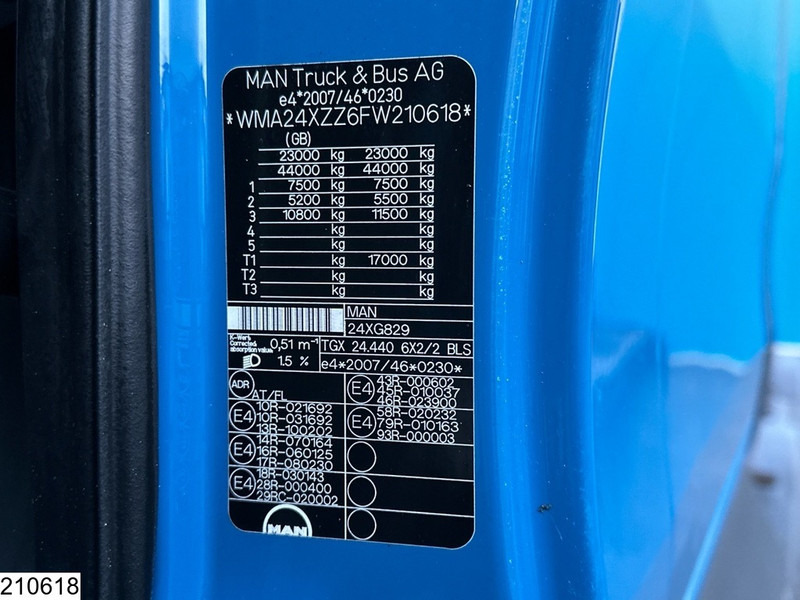 MAN Truck & Bus AG
e4*2007/46*0230
*WMA24XZZ6FW210618*
(GB)
23000 kg 23000 kg
44000 kg 44000 kg
1 7500 kg 7500 kg
2 5200 kg 5500 kg
3 10800 kg 11500 kg
4 kg kg
5 kg kg
T1 kg 17000 kg
T2 kg kg
T3 kg kg
MAN
24XG829
K-Wert
Corrected absorption value 0,51 m⁻¹
TGX 24.440 6X2/2 BLS
1.5 % e4*2007/46*0230*
ADR AT/FL
E4 10R-021692
10R-031692
13R-100202
E4 14R-070164
16R-060125
17R-080230
E4 18R-030143
28R-000400
29RC-020002
E4 43R-000602
45R-010037
46R-023900
E4 58R-020232
79R-010163
93R-000003
MAN
210618